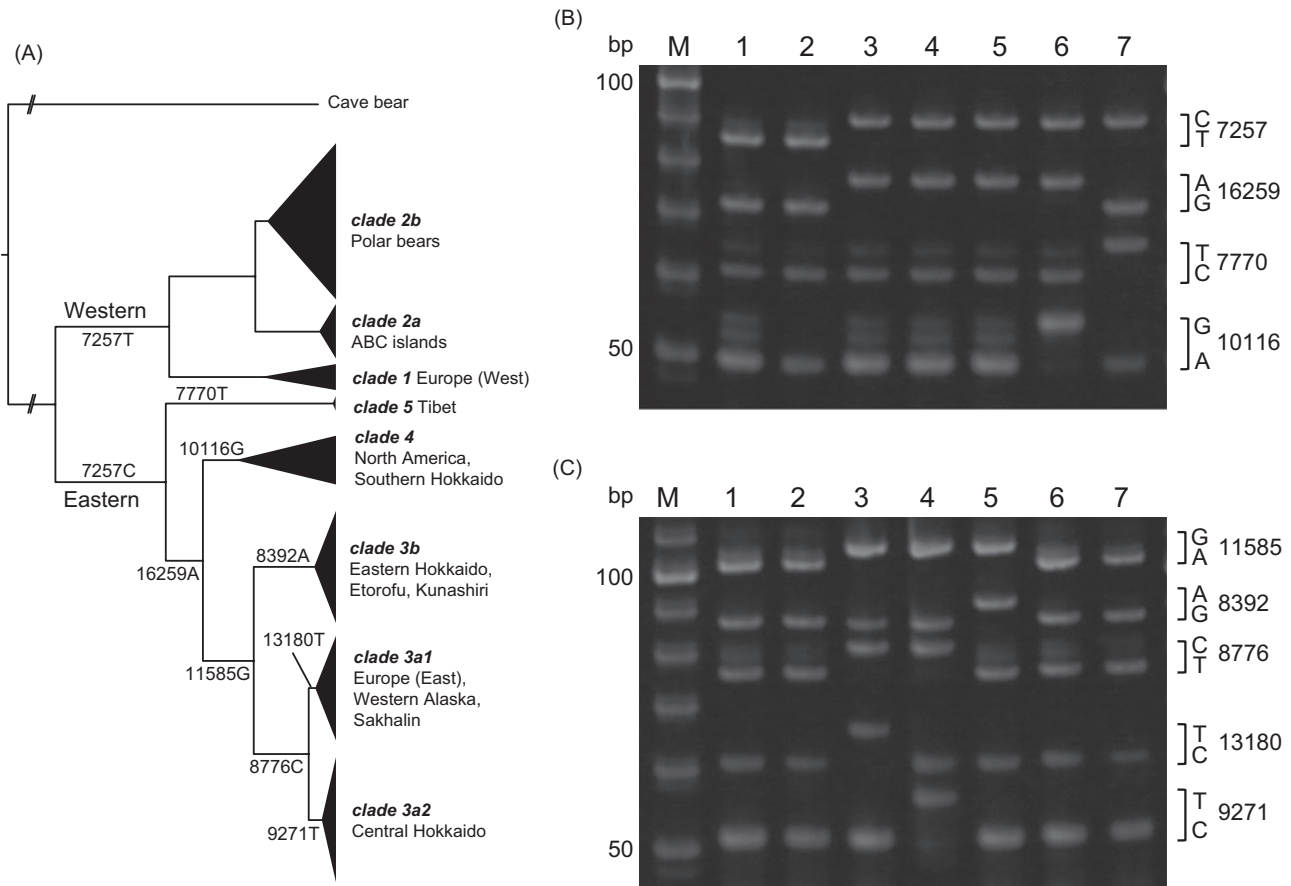 (A)
Cave bear
clade 2b
Polar bears
Western
7257T
clade 2a
ABC islands
clade 1 Europe (West)
7770T
clade 5 Tibet
10116G
clade 4
North America,
Southern Hokkaido
7257C
Eastern
16259A
8392A
clade 3b
Eastern Hokkaido,
Etorofu, Kunashiri
13180T
11585G
clade 3a1
Europe (East),
Western Alaska,
Sakhalin
8776C
9271T
clade 3a2
Central Hokkaido
(B)
bp M 1 2 3 4 5 6 7
100
50
C
T 7257
A
G 16259
T
C 7770
G
A 10116
(C)
bp M 1 2 3 4 5 6 7
100
50
G
A 11585
A
G 8392
C
T 8776
T
C 13180
T
C 9271